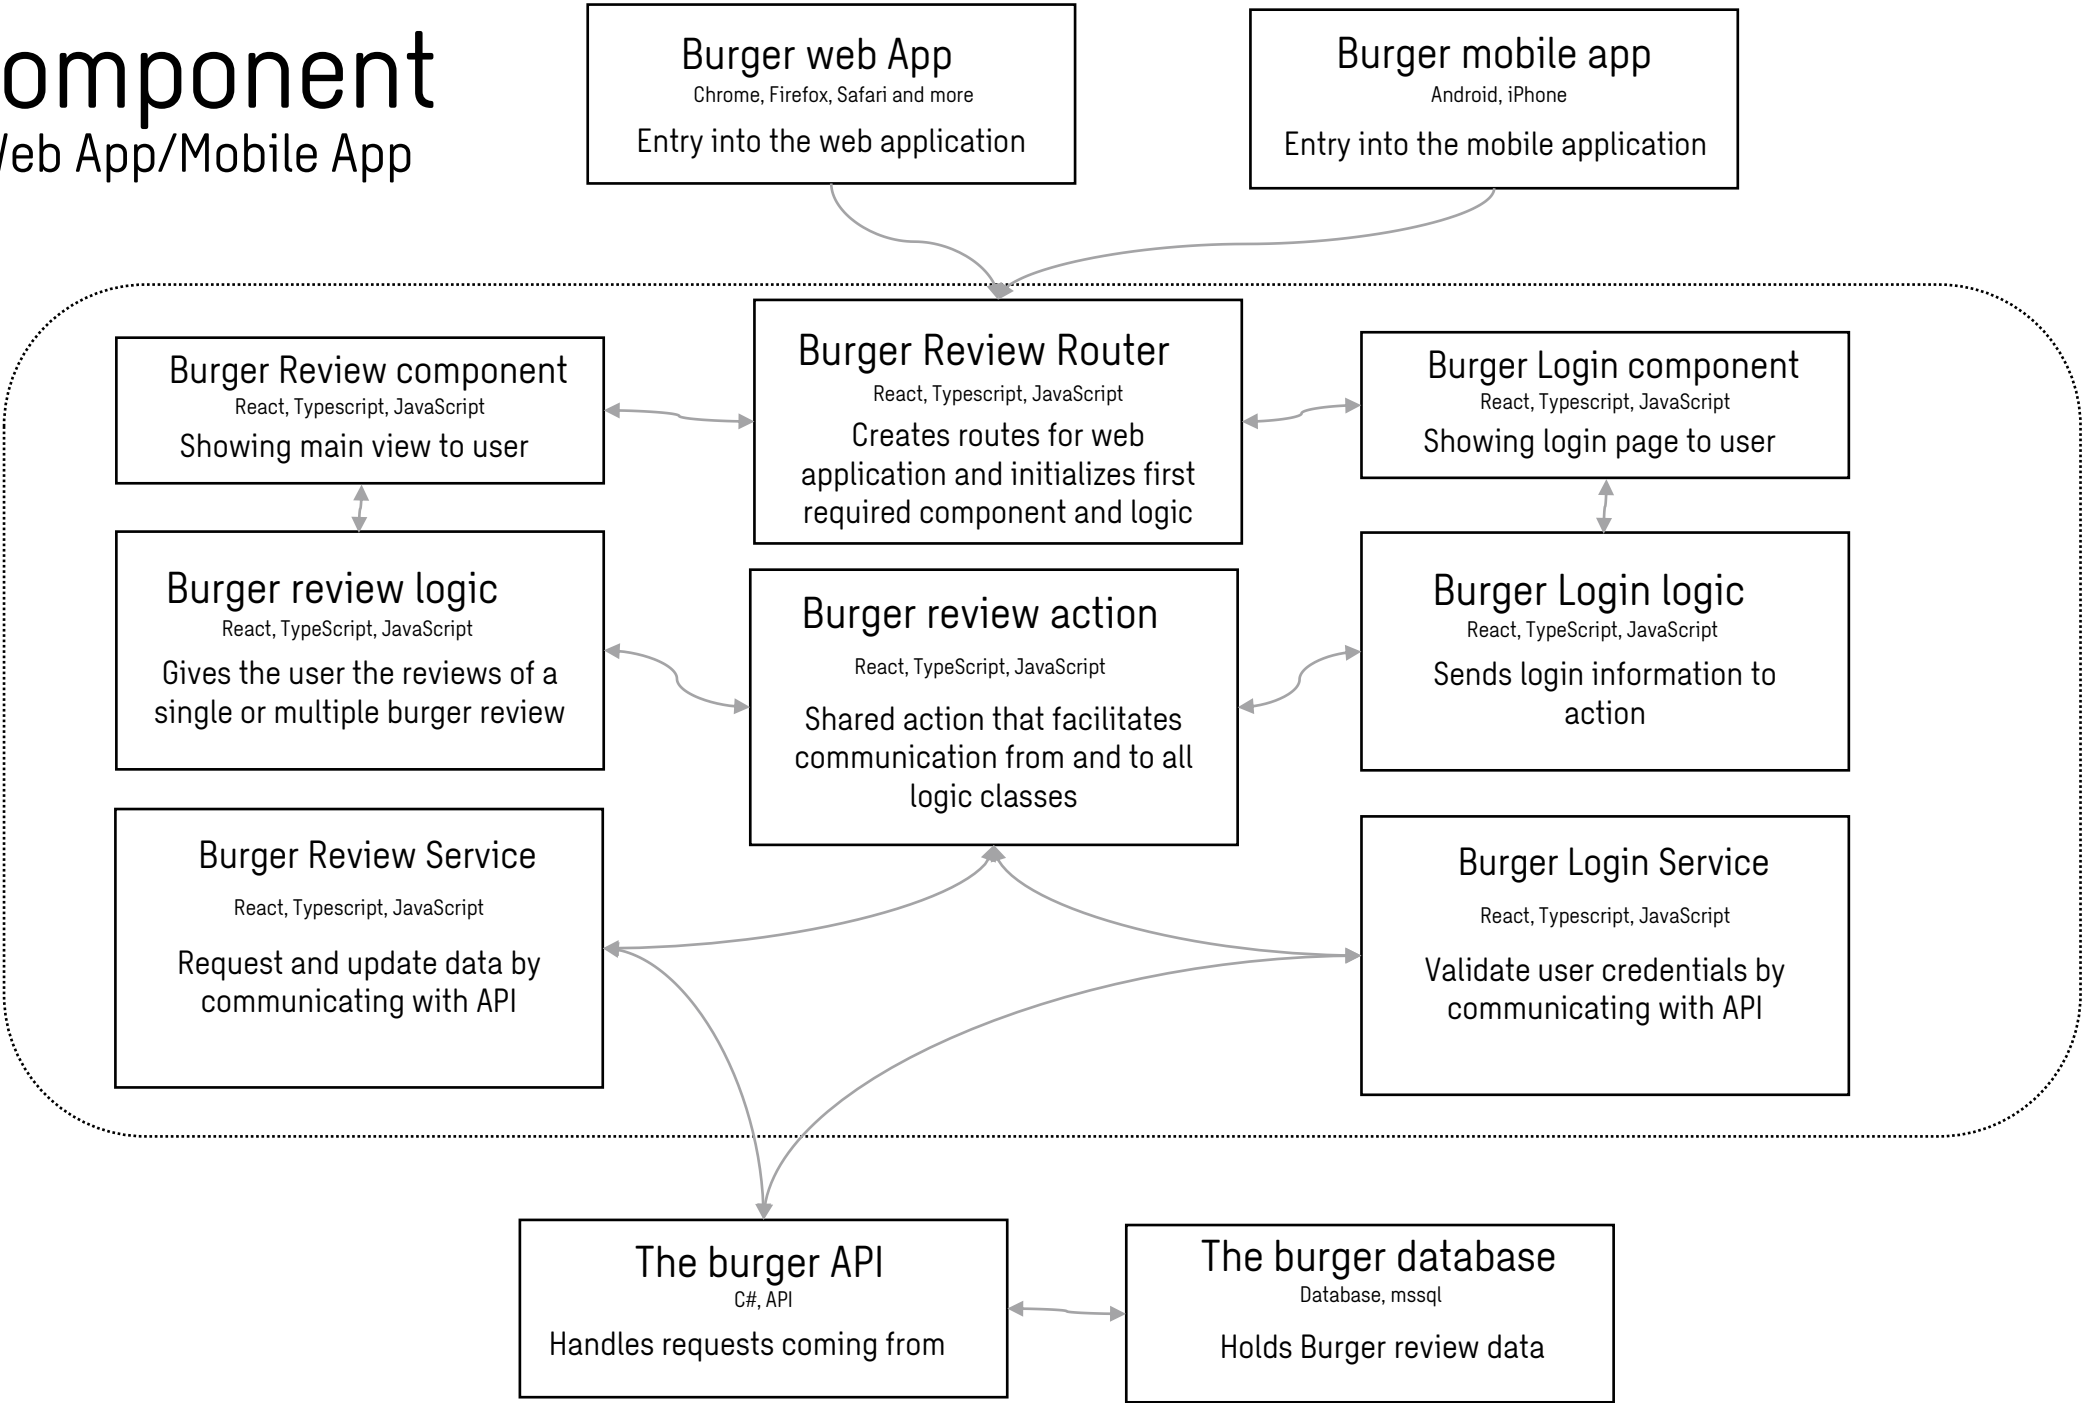 omponent
Web App/Mobile App
Burger web App
Chrome, Firefox, Safari and more
Entry into the web application
Burger mobile app
Android, iPhone
Entry into the mobile application
Burger Review component
React, Typescript, JavaScript
Showing main view to user
Burger Review Router
React, Typescript, JavaScript
Creates routes for web
application and initializes first
required component and logic
Burger Login component
React, Typescript, JavaScript
Showing login page to user
Burger review logic
React, TypeScript, JavaScript
Gives the user the reviews of a
single or multiple burger review
Burger review action
React, TypeScript, JavaScript
Shared action that facilitates
communication from and to all
logic classes
Burger Login logic
React, TypeScript, JavaScript
Sends login information to
action
Burger Review Service
React, Typescript, JavaScript
Request and update data by
communicating with API
Burger Login Service
React, Typescript, JavaScript
Validate user credentials by
communicating with API
The burger API
C#, API
Handles requests coming from
The burger database
Database, mssql
Holds Burger review data